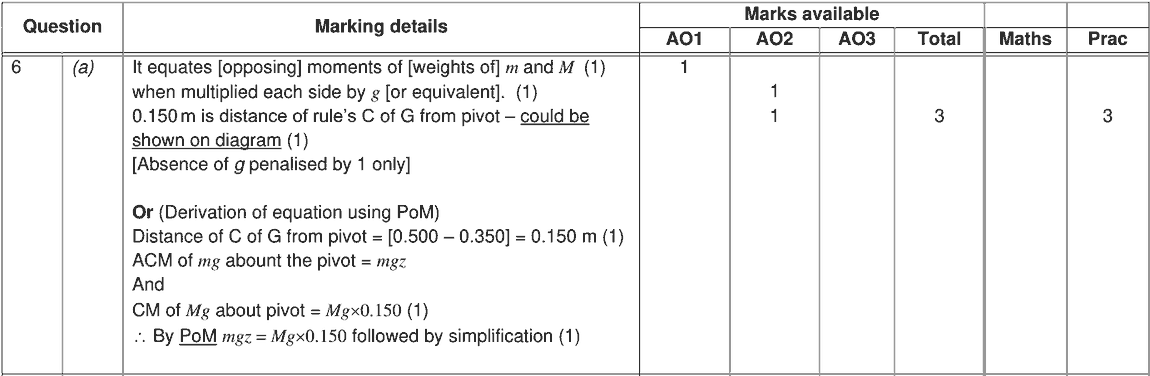 Question Marking details Marks available
AO1 AO2 AO3 Total Maths Prac
6 (a) It equates [opposing] moments of [weights of] m and M (1) 1
when multiplied each side by g [or equivalent]. (1) 1
0.150 m is distance of rule's C of G from pivot – could be 1 3 3
shown on diagram (1)
[Absence of g penalised by 1 only]
Or (Derivation of equation using PoM)
Distance of C of G from pivot = [0.500 – 0.350] = 0.150 m (1)
ACM of mg abount the pivot = mgz
And
CM of Mg about pivot = Mg×0.150 (1)
∴ By PoM mgz = Mg×0.150 followed by simplification (1)